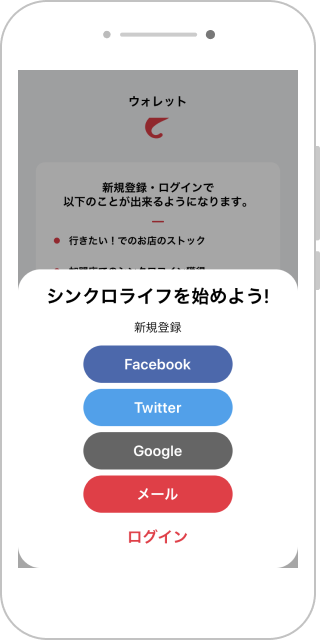 ウォレット
新規登録・ログインで
以下のことが出来るようになります。
行きたい！でのお店のストック
シンクロライフを始めよう!
新規登録
Facebook
Twitter
Google
メール
ログイン